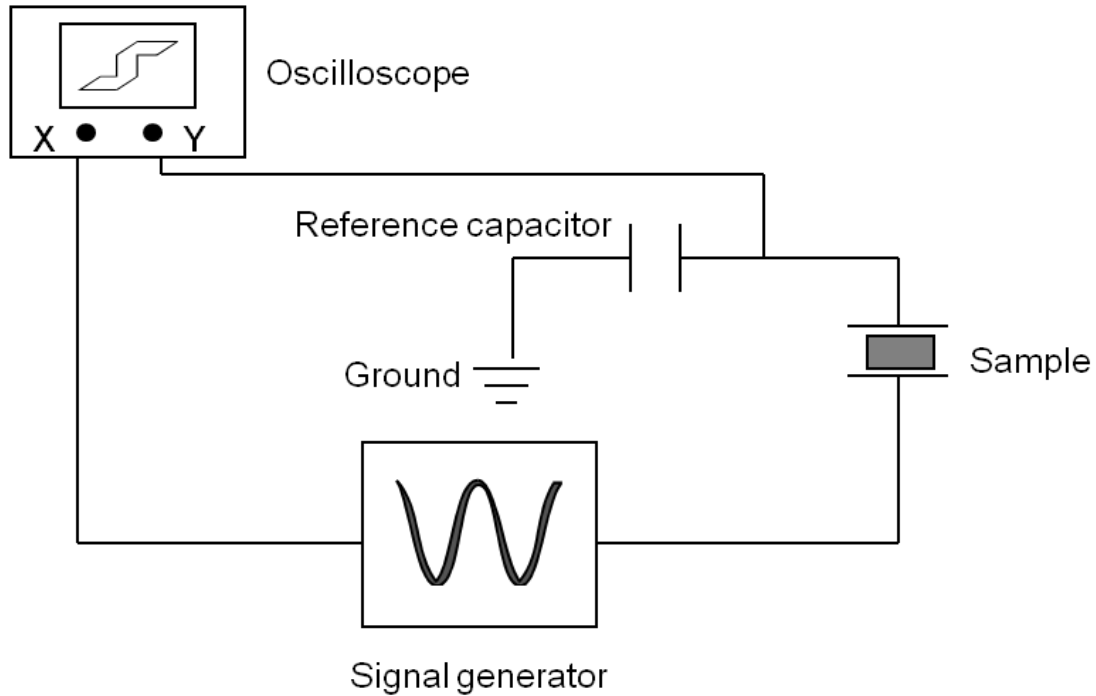 Oscilloscope
X Y
Reference capacitor
Ground
Sample
Signal generator